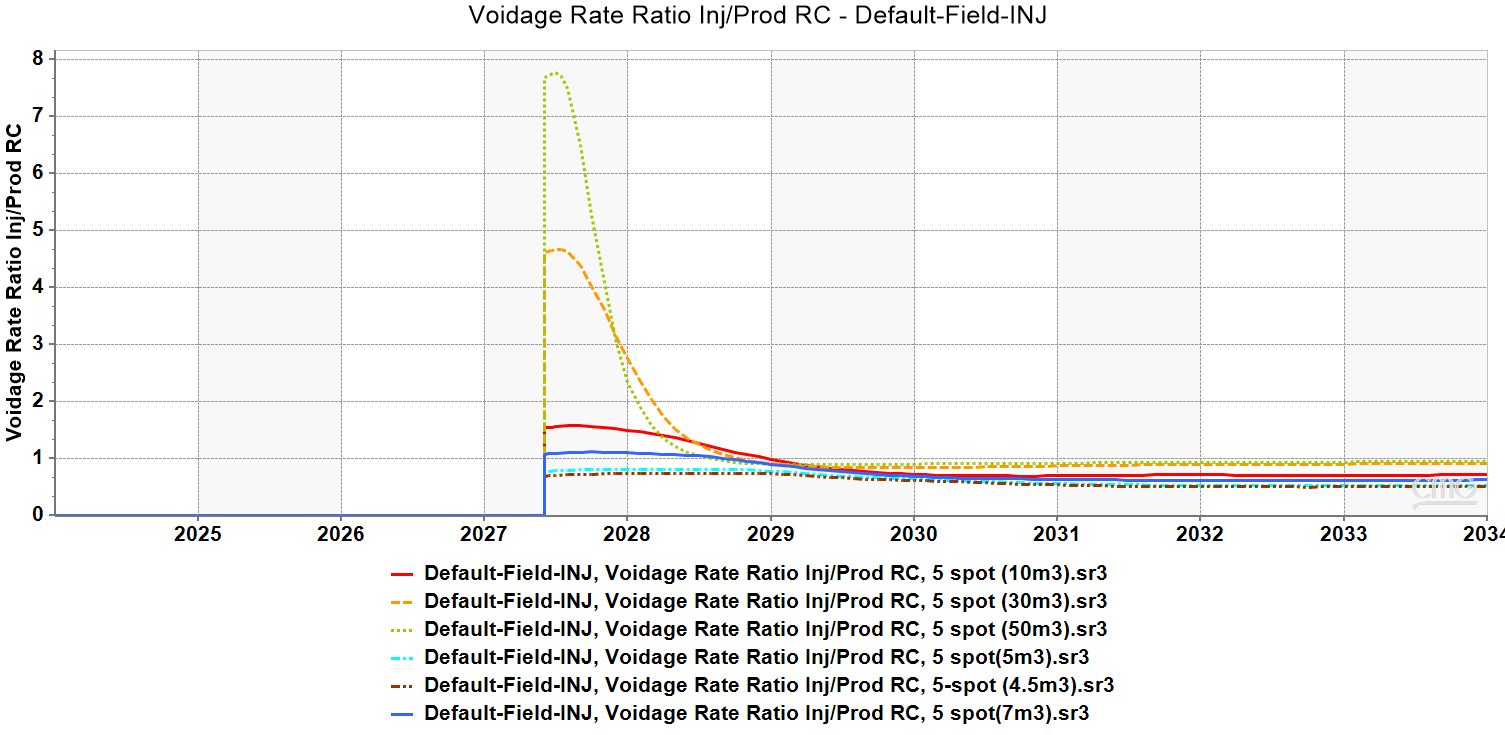 Voidage Rate Ratio Inj/Prod RC - Default-Field-INJ
Voidage Rate Ratio Inj/Prod RC
8
7
6
5
4
3
2
1
0
2025 2026 2027 2028 2029 2030 2031 2032 2033 2034
cmg
Default-Field-INJ, Voidage Rate Ratio Inj/Prod RC, 5 spot (10m3).sr3
Default-Field-INJ, Voidage Rate Ratio Inj/Prod RC, 5 spot (30m3).sr3
Default-Field-INJ, Voidage Rate Ratio Inj/Prod RC, 5 spot (50m3).sr3
Default-Field-INJ, Voidage Rate Ratio Inj/Prod RC, 5 spot(5m3).sr3
Default-Field-INJ, Voidage Rate Ratio Inj/Prod RC, 5-spot (4.5m3).sr3
Default-Field-INJ, Voidage Rate Ratio Inj/Prod RC, 5 spot(7m3).sr3